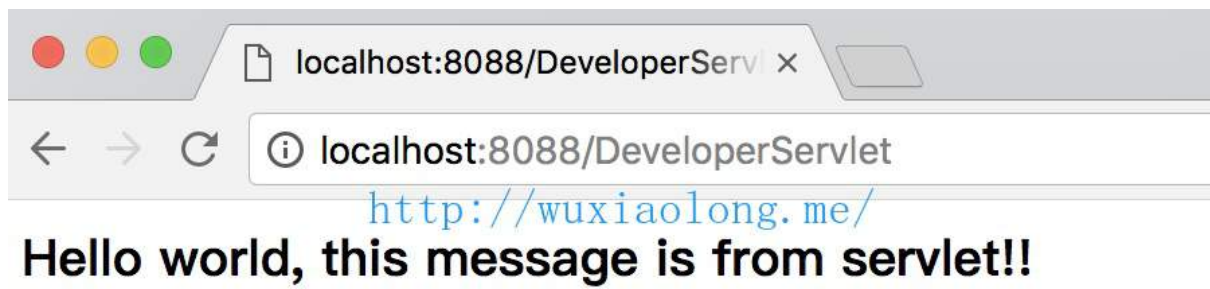 localhost:8088/DeveloperServ
localhost:8088/DeveloperServlet
http://wuxiaolong.me/
Hello world, this message is from servlet!!